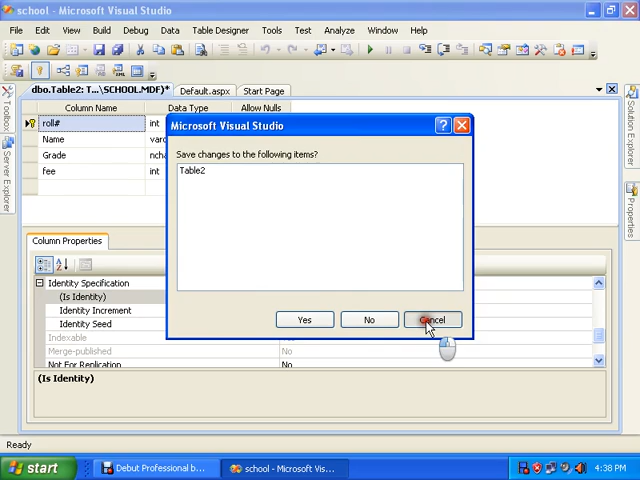 school - Microsoft Visual Studio
File Edit View Project Build Debug Data Table Designer Tools Test Analyze Window Help
dbo.Table2: T...\SCHOOL.MDF)* Default.aspx Start Page
Toolbox
Server Explorer
Solution Explorer
Properties
Column Name Data Type Allow Nulls
roll# int
Name
Grade
fee int
Microsoft Visual Studio
Save changes to the following items?
Table2
Yes No Cancel
Column Properties
Identity Specification
(Is Identity)
Identity Increment
Identity Seed
Indexable
Merge-published No
Not For Replication No
(Is Identity)
Ready
start Debut Professional b... school - Microsoft Vis... 4:38 PM